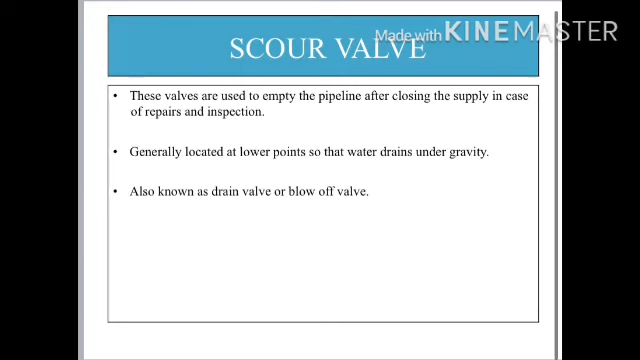 SCOUR VALVE
Made with KINEMASTER
• These valves are used to empty the pipeline after closing the supply in case
of repairs and inspection.
• Generally located at lower points so that water drains under gravity.
• Also known as drain valve or blow off valve.